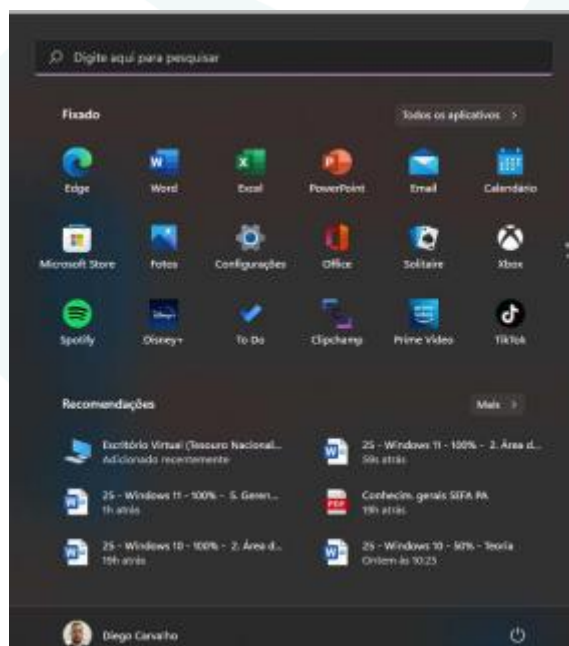 Digite aqui para pesquisar
Fixado
Todos os aplicativos >
Edge
Word
Excel
PowerPoint
Email
Calendário
Microsoft Store
Fotos
Configurações
Office
Solitaire
Xbox
Spotify
Disney+
To Do
Clipchamp
Prime Video
TikTok
Recomendações
Mais >
Escritório Virtual (Tesouro Nacional...
Adicionado recentemente
25 - Windows 11 - 100% - 2. Área d...
59s atrás
25 - Windows 11 - 100% - 5. Geren...
1h atrás
Conhecim. gerais SEFA PA
19h atrás
25 - Windows 10 - 100% - 2. Área d...
19h atrás
25 - Windows 10 - 50% - Teoria
Ontem às 10:25
Diego Carvalho